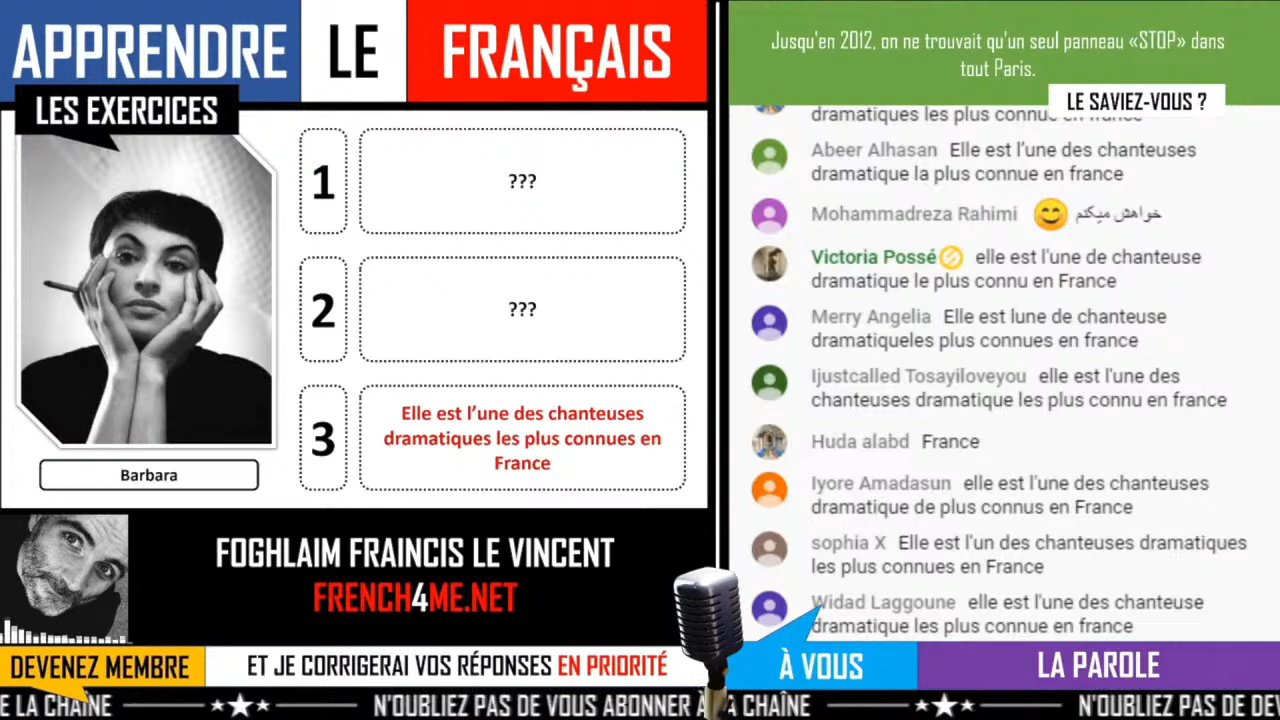 APPRENDRE LE FRANÇAIS
LES EXERCICES
1
???
2
???
3
Elle est l'une des chanteuses
dramatiques les plus connues en
France
Barbara
FOGHLAIM FRAINCIS LE VINCENT
FRENCH4ME.NET
DEVENEZ MEMBRE
ET JE CORRIGERAI VOS RÉPONSES EN PRIORITÉ
Jusqu'en 2012, on ne trouvait qu'un seul panneau «STOP» dans
tout Paris.
LE SAVIEZ-VOUS ?
dramatiques les plus connue en france
Abeer Alhasan Elle est l'une des chanteuses
dramatique la plus connue en france
Mohammadreza Rahimi 😊 خواهش میکنم
Victoria Possé elle est l'une de chanteuse
dramatique le plus connu en France
Merry Angelia Elle est lune de chanteuse
dramatiqueles plus connues en france
Ijustcalled Tosayiloveyou elle est l'une des
chanteuses dramatique les plus connu en france
Huda alabd France
Iyore Amadasun elle est l'une des chanteuses
dramatique de plus connus en France
sophia X Elle est l'un des chanteuses dramatiques
les plus connues en France
Widad Laggoune elle est l'une des chanteuse
dramatique les plus connue en france
À VOUS
LA PAROLE
E LA CHAÎNE N'OUBLIEZ PAS DE VOUS ABONNER À LA CHAÎNE N'OUBLIEZ PAS DE DEV